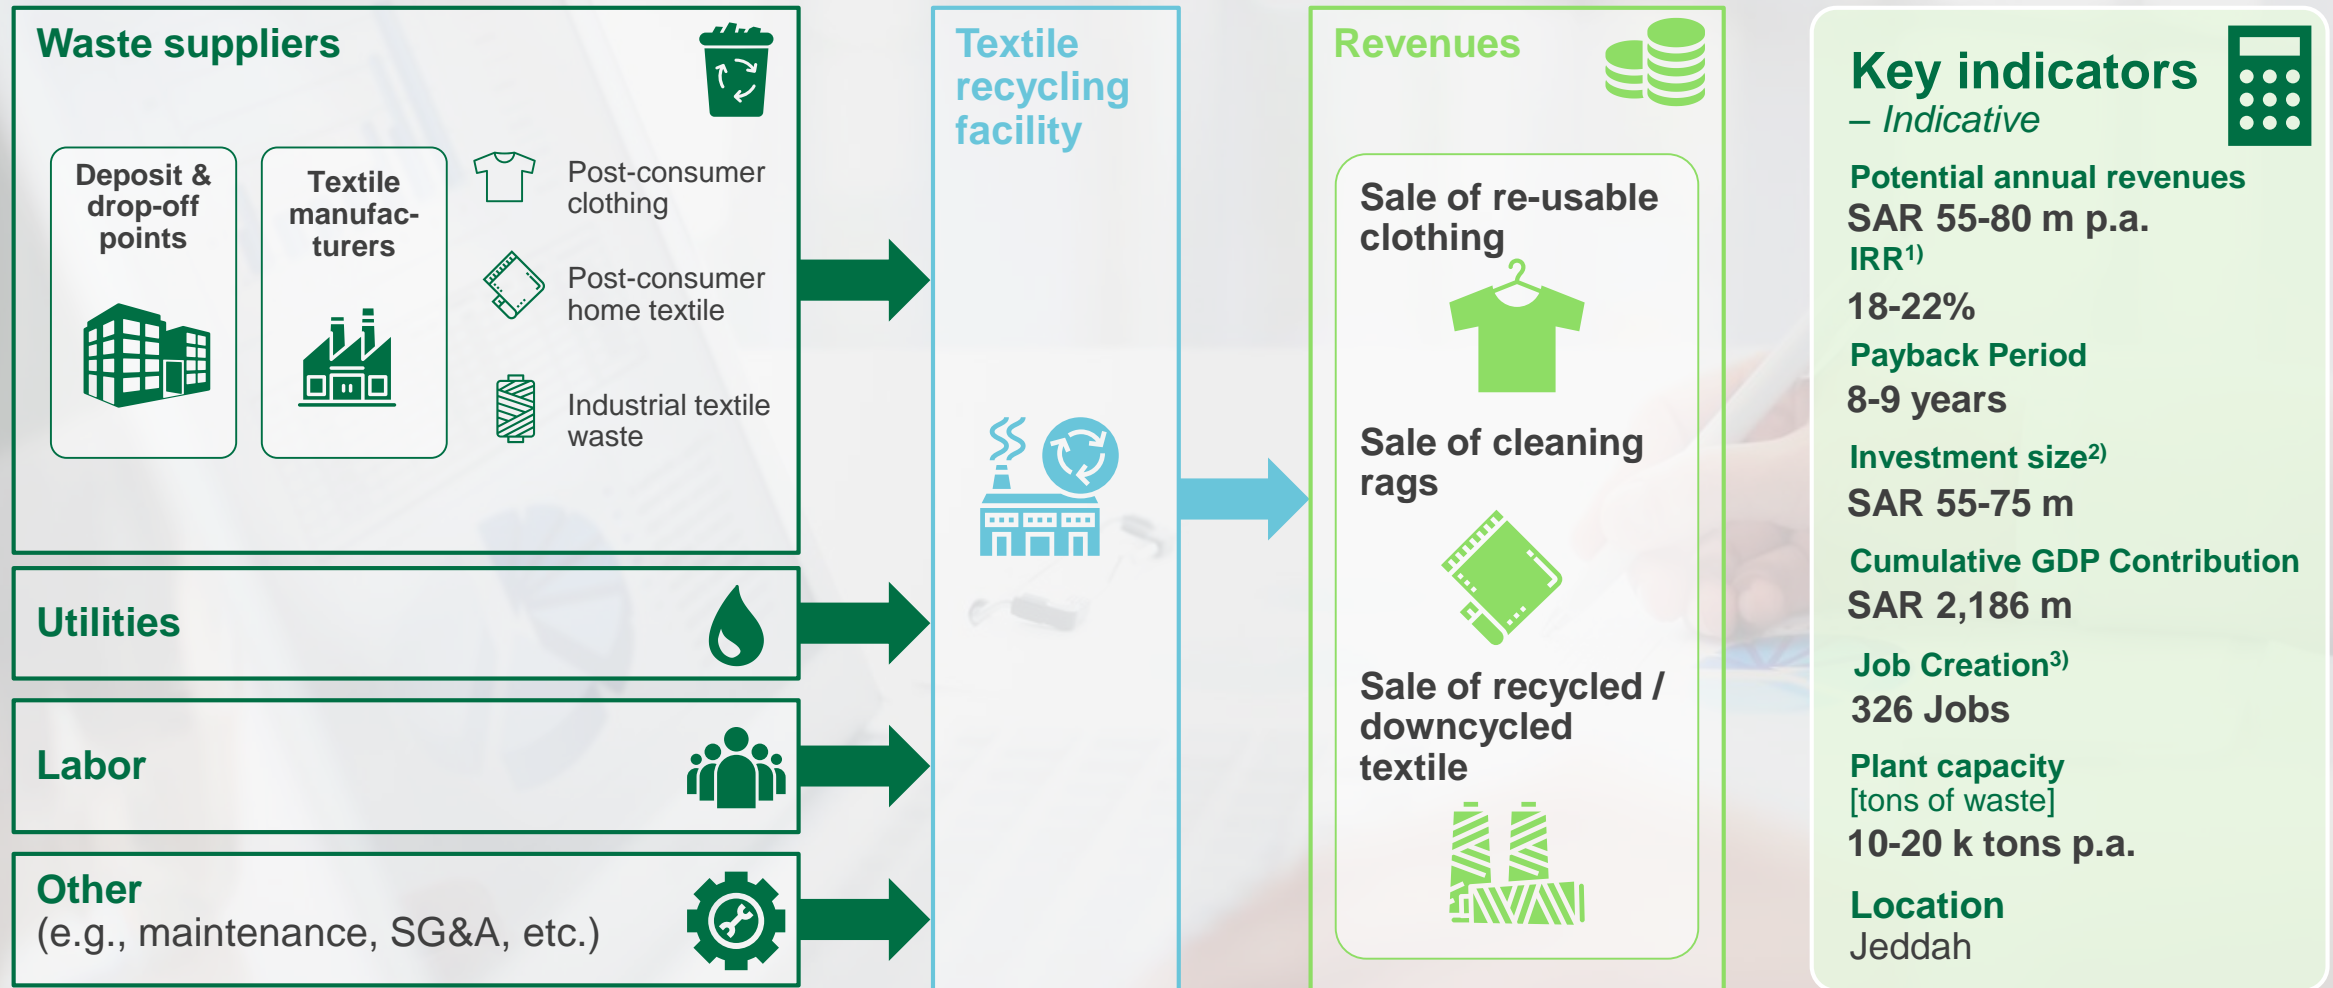 Waste suppliers
Deposit &
drop-off
points
Textile
manufac-
turers
Post-consumer
clothing
Post-consumer
home textile
Industrial textile
waste
Utilities
Labor
Other
(e.g., maintenance, SG&A, etc.)
Textile
recycling
facility
Revenues
Sale of re-usable
clothing
Sale of cleaning
rags
Sale of recycled /
downcycled
textile
Key indicators
– Indicative
Potential annual revenues
SAR 55-80 m p.a.
IRR1)
18-22%
Payback Period
8-9 years
Investment size2)
SAR 55-75 m
Cumulative GDP Contribution
SAR 2,186 m
Job Creation3)
326 Jobs
Plant capacity
[tons of waste]
10-20 k tons p.a.
Location
Jeddah